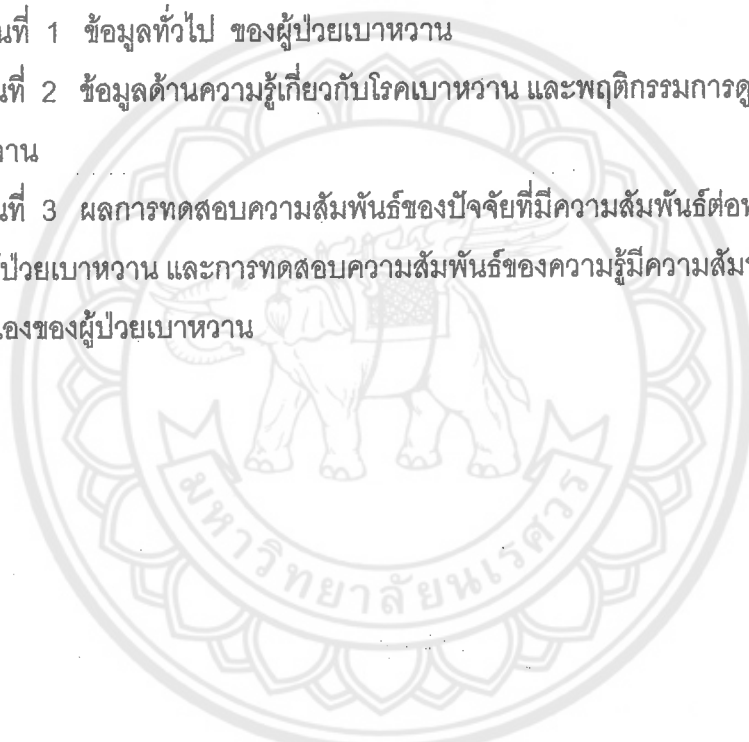 นที่ 1 ข้อมูลทั่วไป ของผู้ป่วยเบาหวาน
นที่ 2 ข้อมูลด้านความรู้เกี่ยวกับโรคเบาหวาน และพฤติกรรมการดู
าน
นที่ 3 ผลการทดสอบความสัมพันธ์ของปัจจัยที่มีความสัมพันธ์ต่อ
ป่วยเบาหวาน และการทดสอบความสัมพันธ์ของความรู้มีความสัม
องของผู้ป่วยเบาหวาน
มหาวิทยาลัยนเรศวร